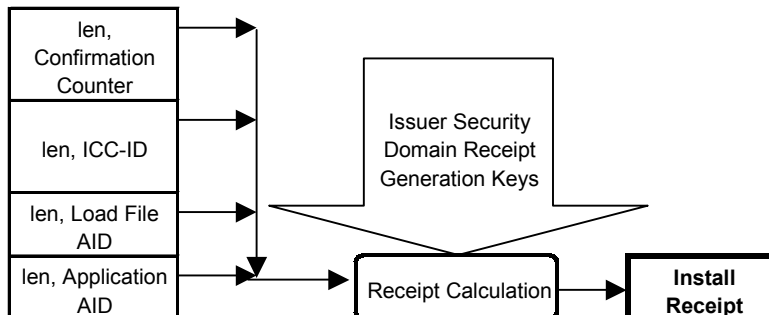 len,
Confirmation
Counter
len, ICC-ID
len, Load File
AID
len, Application
AID
Issuer Security
Domain Receipt
Generation Keys
Receipt Calculation
Install
Receipt